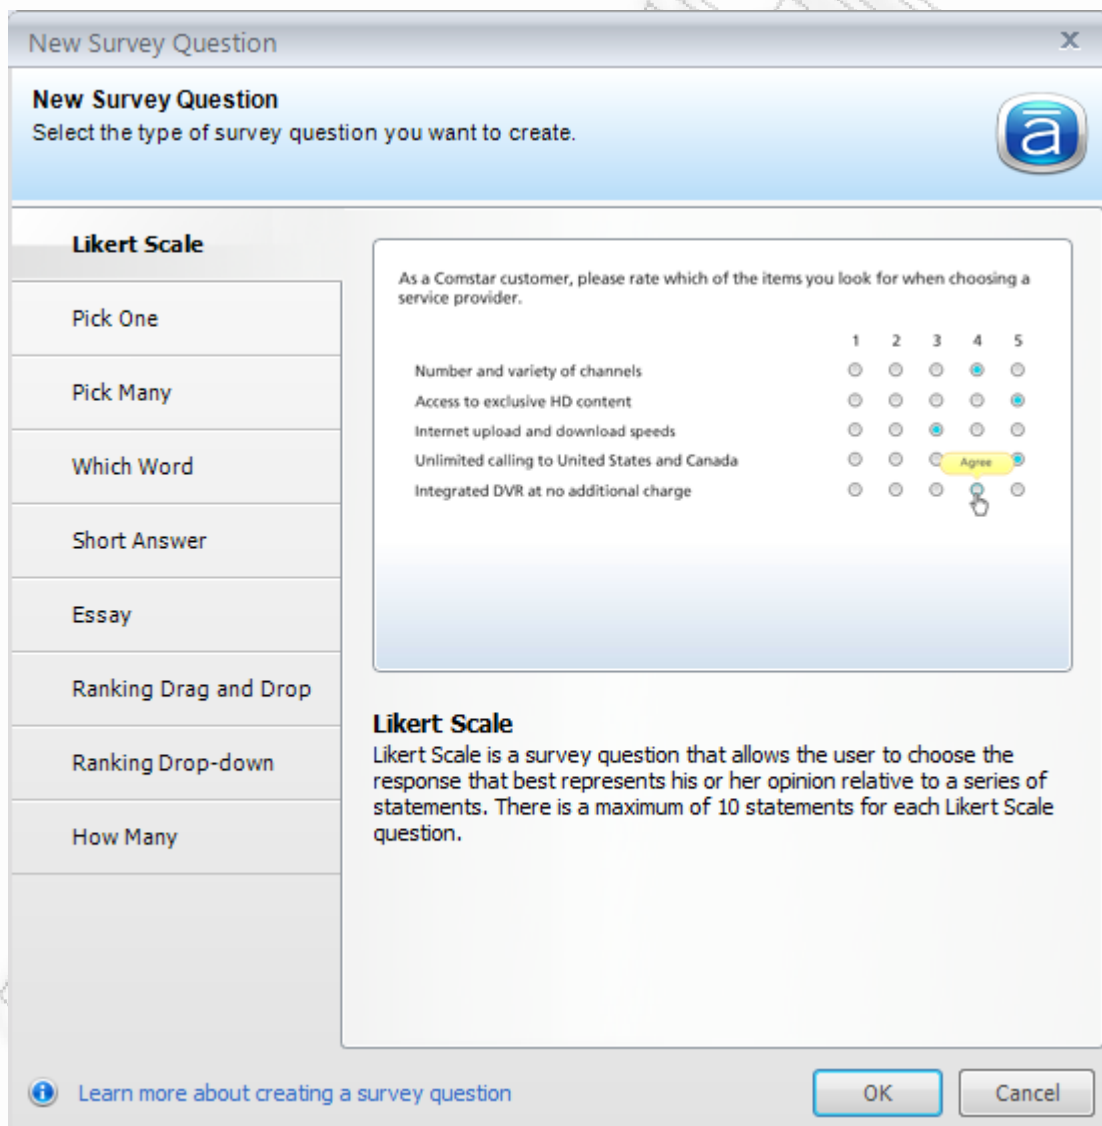 New Survey Question
x
New Survey Question
Select the type of survey question you want to create.
ā
Likert Scale
Pick One
Pick Many
Which Word
Short Answer
Essay
Ranking Drag and Drop
Ranking Drop-down
How Many
As a Comstar customer, please rate which of the items you look for when choosing a
service provider.
1 2 3 4 5
Number and variety of channels
Access to exclusive HD content
Internet upload and download speeds
Unlimited calling to United States and Canada
Agree
Integrated DVR at no additional charge
Likert Scale
Likert Scale is a survey question that allows the user to choose the
response that best represents his or her opinion relative to a series of
statements. There is a maximum of 10 statements for each Likert Scale
question.
Learn more about creating a survey question
OK
Cancel